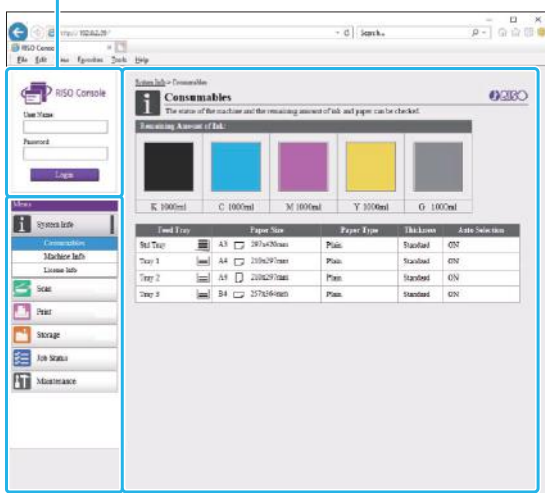 Search...
RISO Console
File Edit Favorites Tools Help
RISO Console
User Name
Password
Login
Menu
System Info
Consumables
Machine Info
License Info
Scan
Print
Storage
Job Status
Maintenance
System Info > Consumables
Consumables
The status of the machine and the remaining amount of ink and paper can be checked.
RISO
Remaining Amount of Ink:
K 1000ml C 1000ml M 1000ml Y 1000ml G 1000ml
Feed Tray Paper Size Paper Type Thickness Auto Selection
Std Tray A3 297x420mm Plain Standard ON
Tray 1 A4 210x297mm Plain Standard ON
Tray 2 210x297mm Plain Standard ON
Tray 3 B4 257x364mm Plain Standard ON